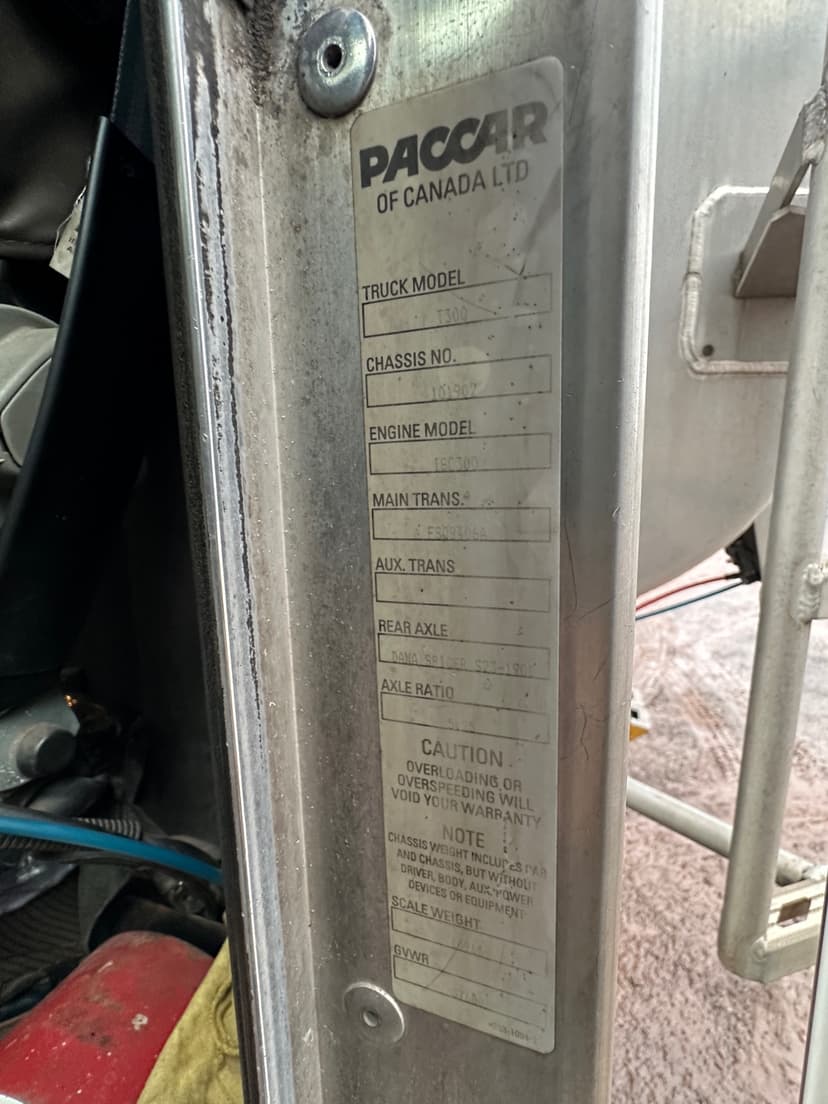 PACCAR
OF CANADA LTD
TRUCK MODEL
T300
CHASSIS NO.
101902
ENGINE MODEL
MAIN TRANS.
AUX. TRANS
REAR AXLE
DANA SPICER
AXLE RATIO
CAUTION
OVERLOADING OR
OVERSPEEDING WILL
VOID YOUR WARRANTY
NOTE
CHASSIS WEIGHT INCLUDES CAB
AND CHASSIS, BUT WITHOUT
DRIVER, BODY, AUX. POWER
DEVICES OR EQUIPMENT
SCALE WEIGHT
GVWR